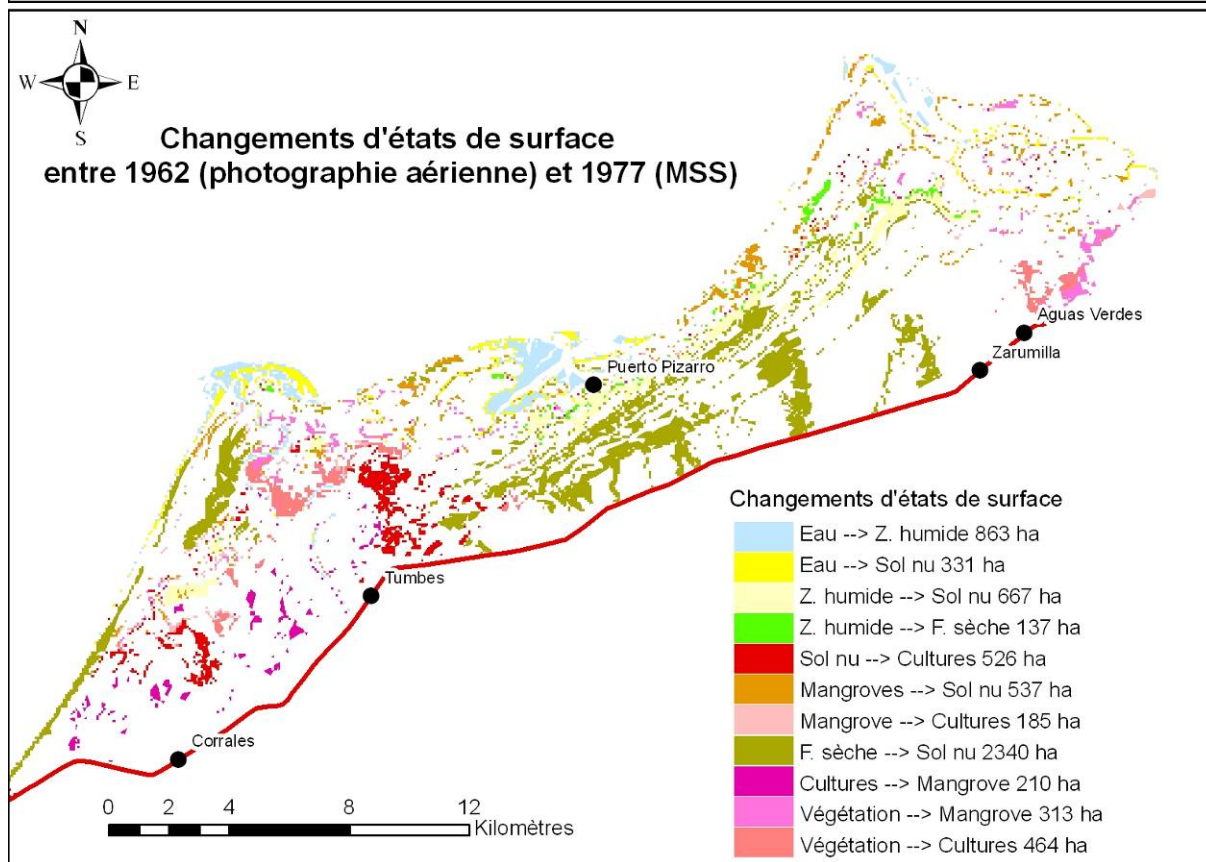 N
W E
S
Changements d'états de surface
entre 1962 (photographie aérienne) et 1977 (MSS)
Aguas Verdes
Zarumilla
Puerto Pizarro
Tumbes
Corrales
0 2 4 8 12
Kilomètres
Changements d'états de surface
Eau --> Z. humide 863 ha
Eau --> Sol nu 331 ha
Z. humide --> Sol nu 667 ha
Z. humide --> F. sèche 137 ha
Sol nu --> Cultures 526 ha
Mangroves --> Sol nu 537 ha
Mangrove --> Cultures 185 ha
F. sèche --> Sol nu 2340 ha
Cultures --> Mangrove 210 ha
Végétation --> Mangrove 313 ha
Végétation --> Cultures 464 ha